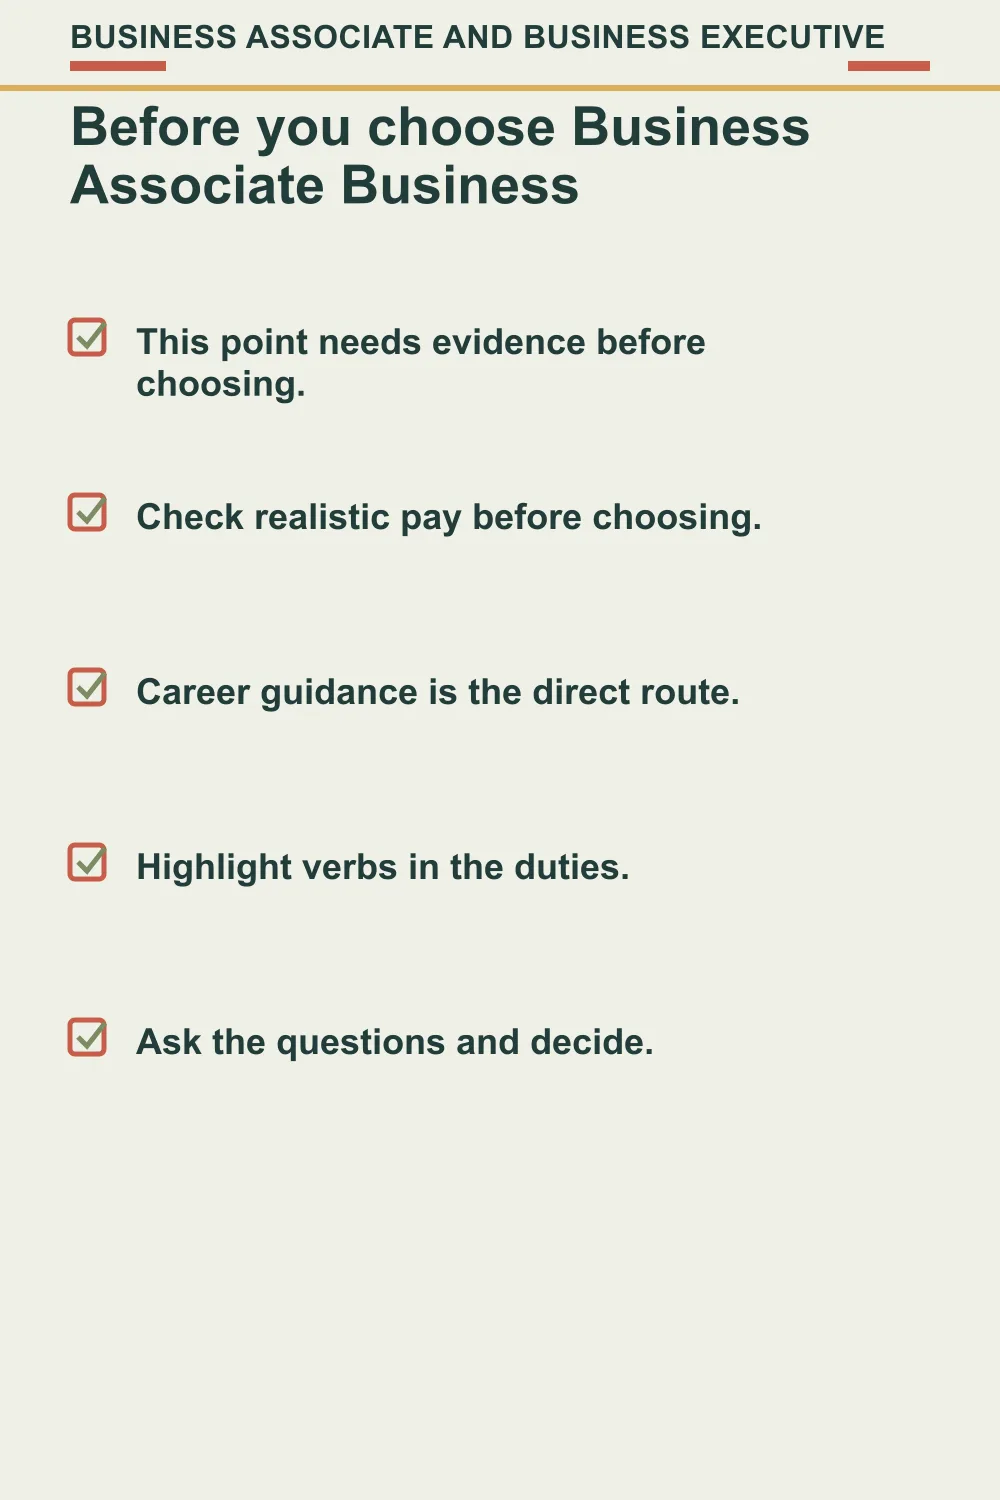 BUSINESS ASSOCIATE AND BUSINESS EXECUTIVE
Before you choose Business
Associate Business
This point needs evidence before
choosing.
Check realistic pay before choosing.
Career guidance is the direct route.
Highlight verbs in the duties.
Ask the questions and decide.